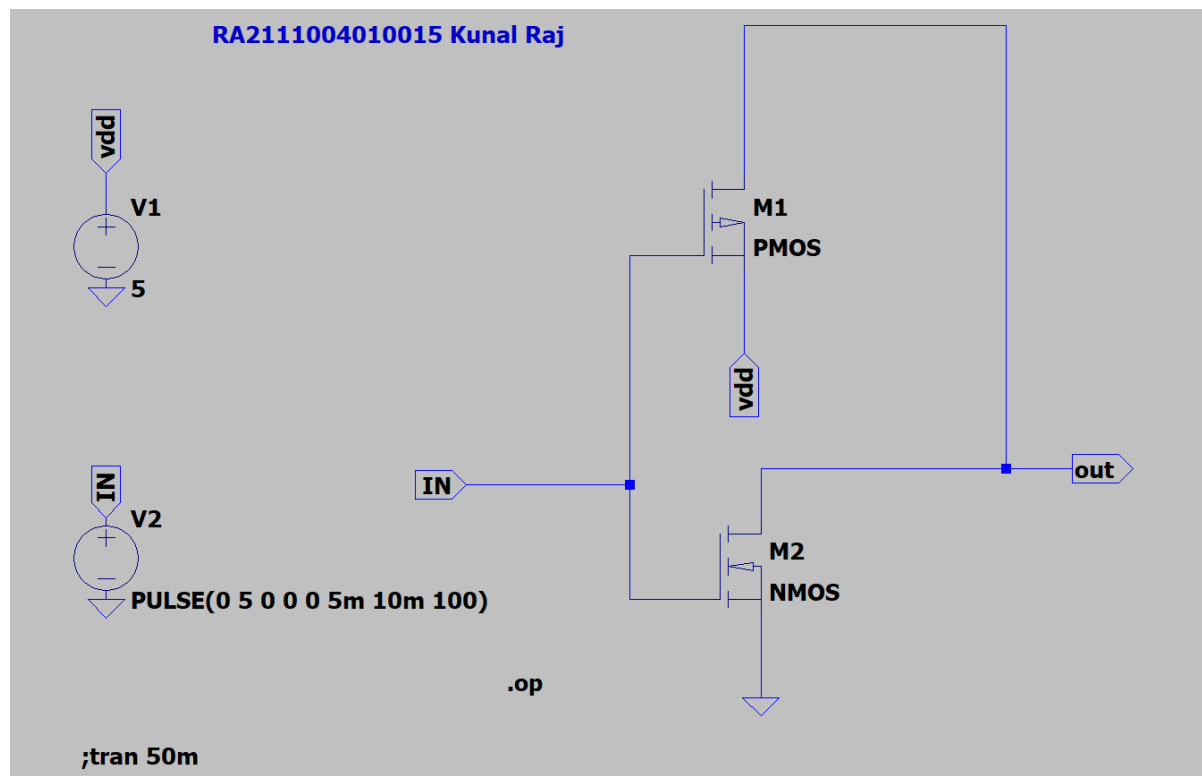 RA2111004010015 Kunal Raj
vdd
V1
5
M1
PMOS
vdd
IN
V2
PULSE(0 5 0 0 0 5m 10m 100)
IN
out
M2
NMOS
.op
;tran 50m